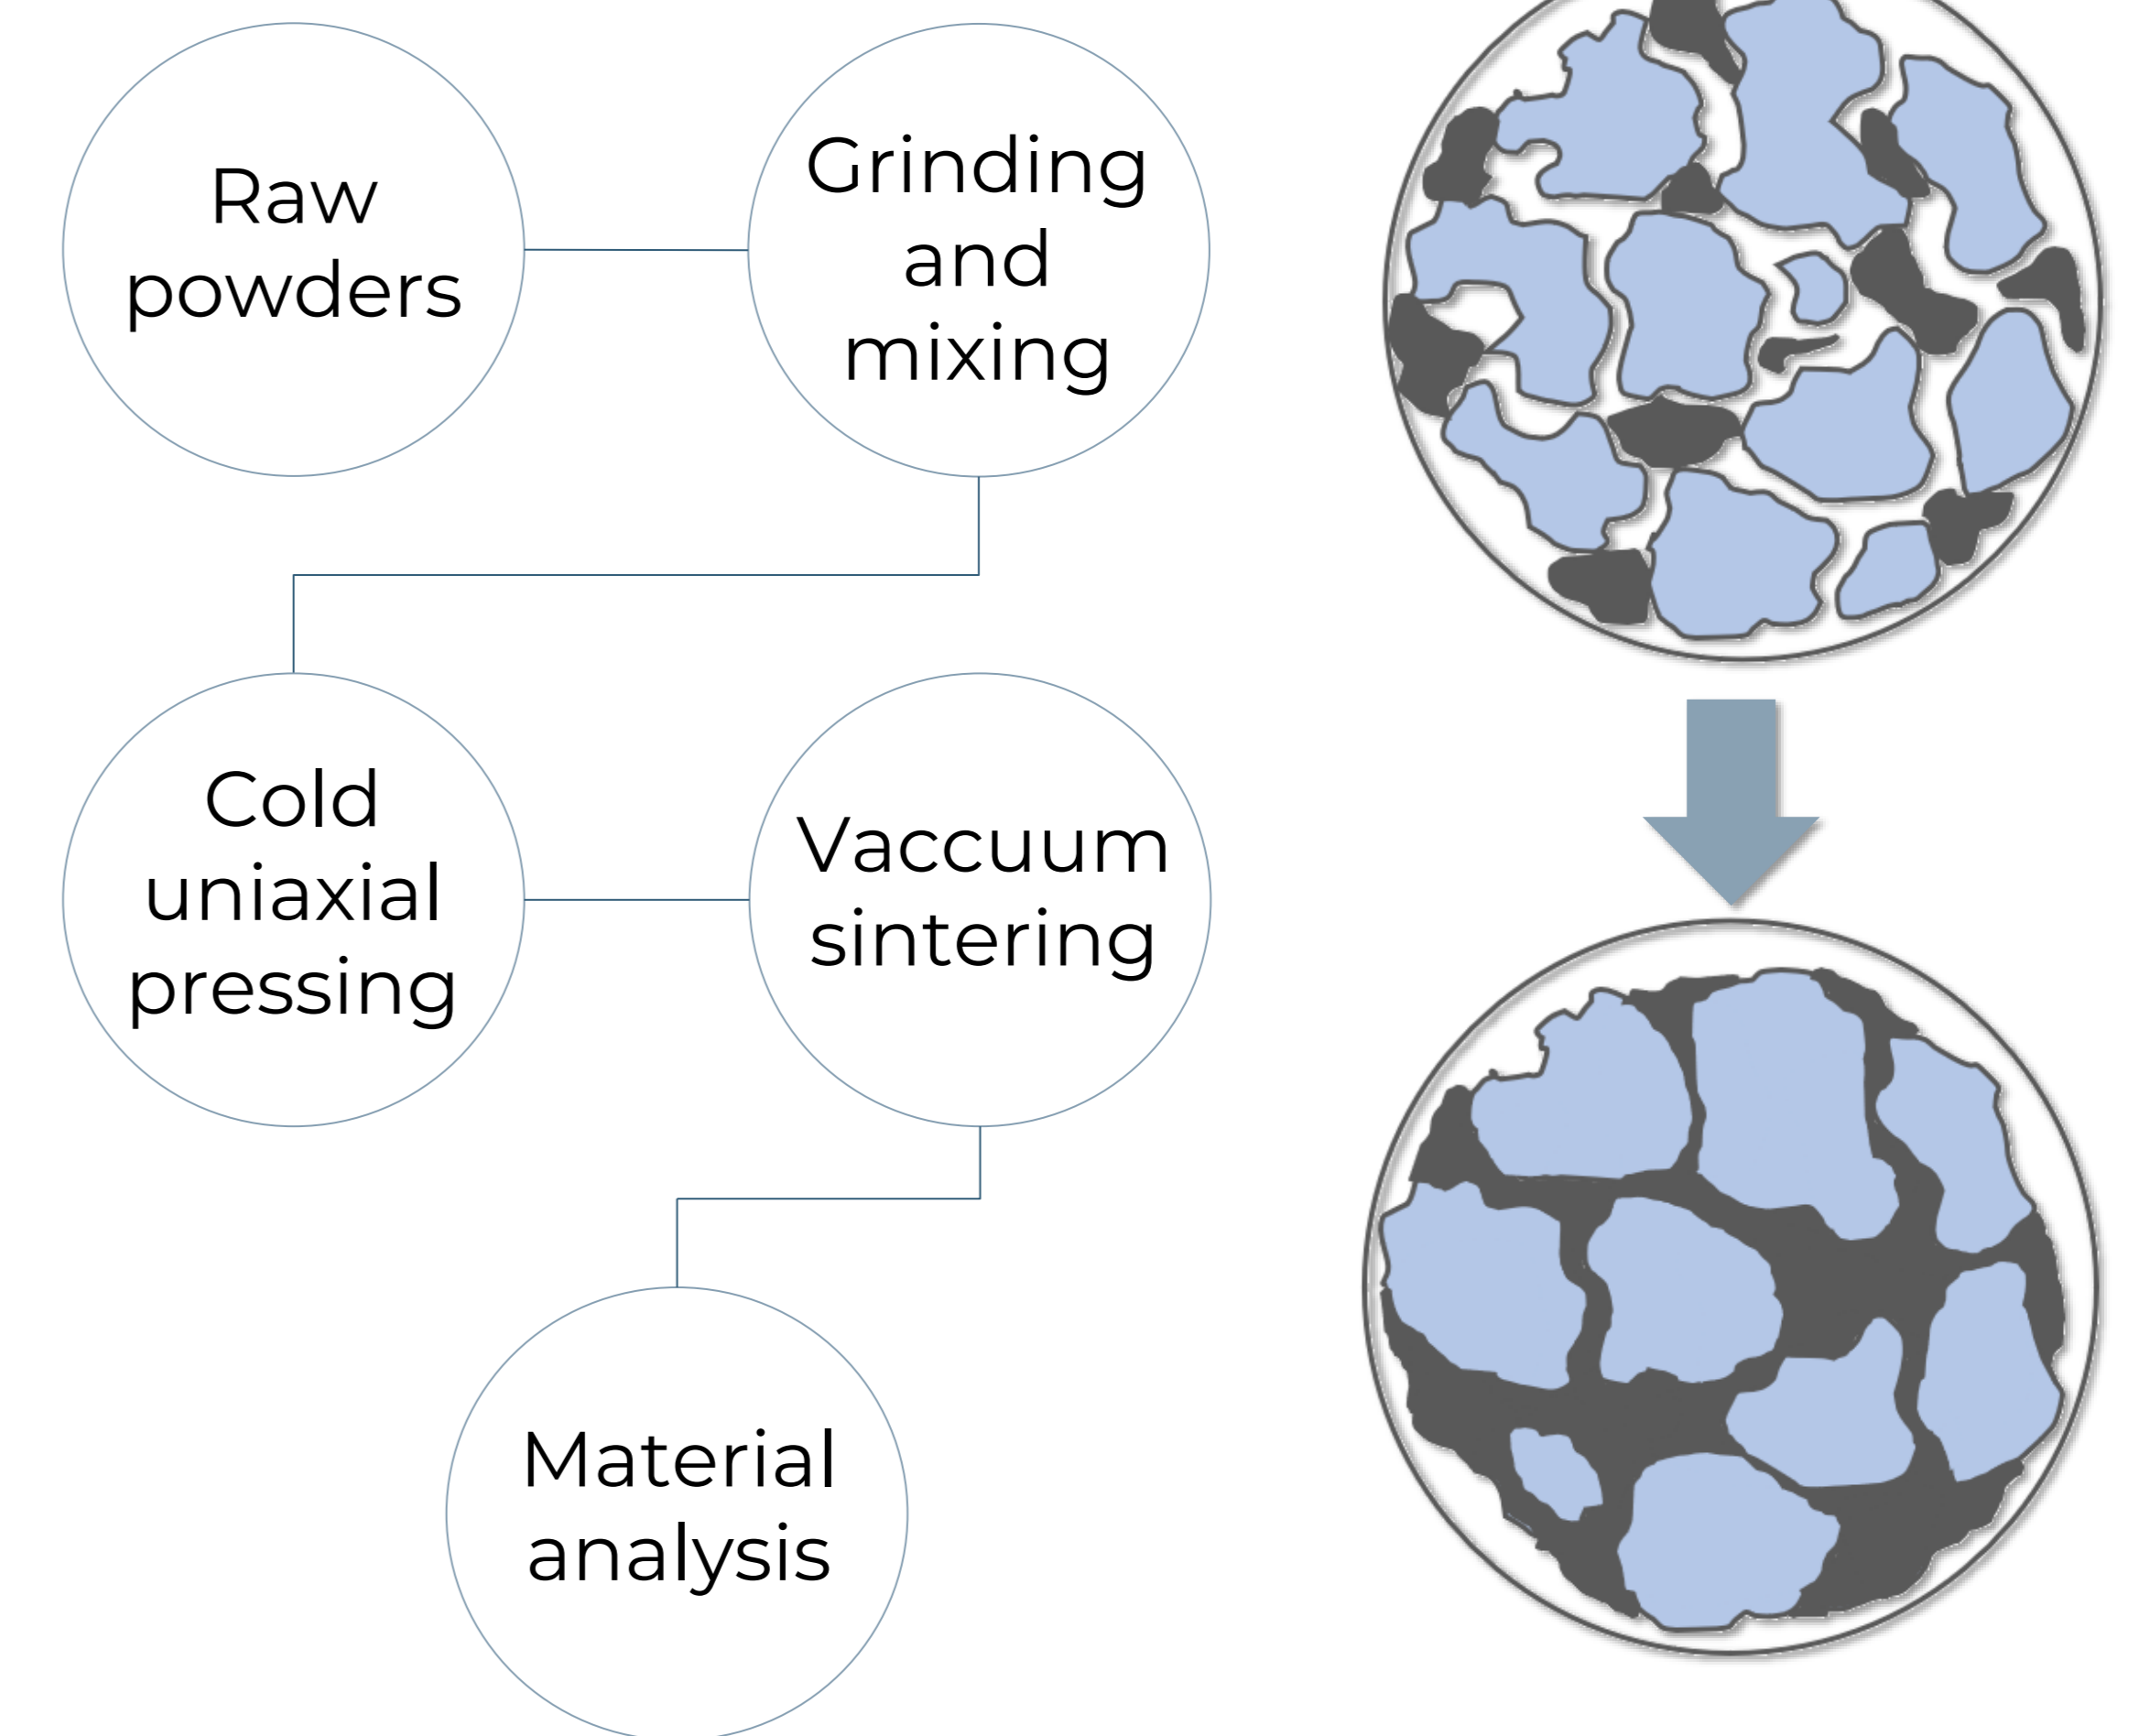 Raw
powders
Grinding
and
mixing
Cold
uniaxial
pressing
Vaccuum
sintering
Material
analysis